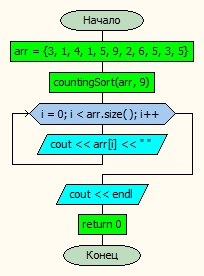 Начало
arr = {3, 1, 4, 1, 5, 9, 2, 6, 5, 3, 5}
countingSort(arr, 9)
i = 0; i < arr.size( ); i++
cout << arr[i] << " "
cout << endl
return 0
Конец